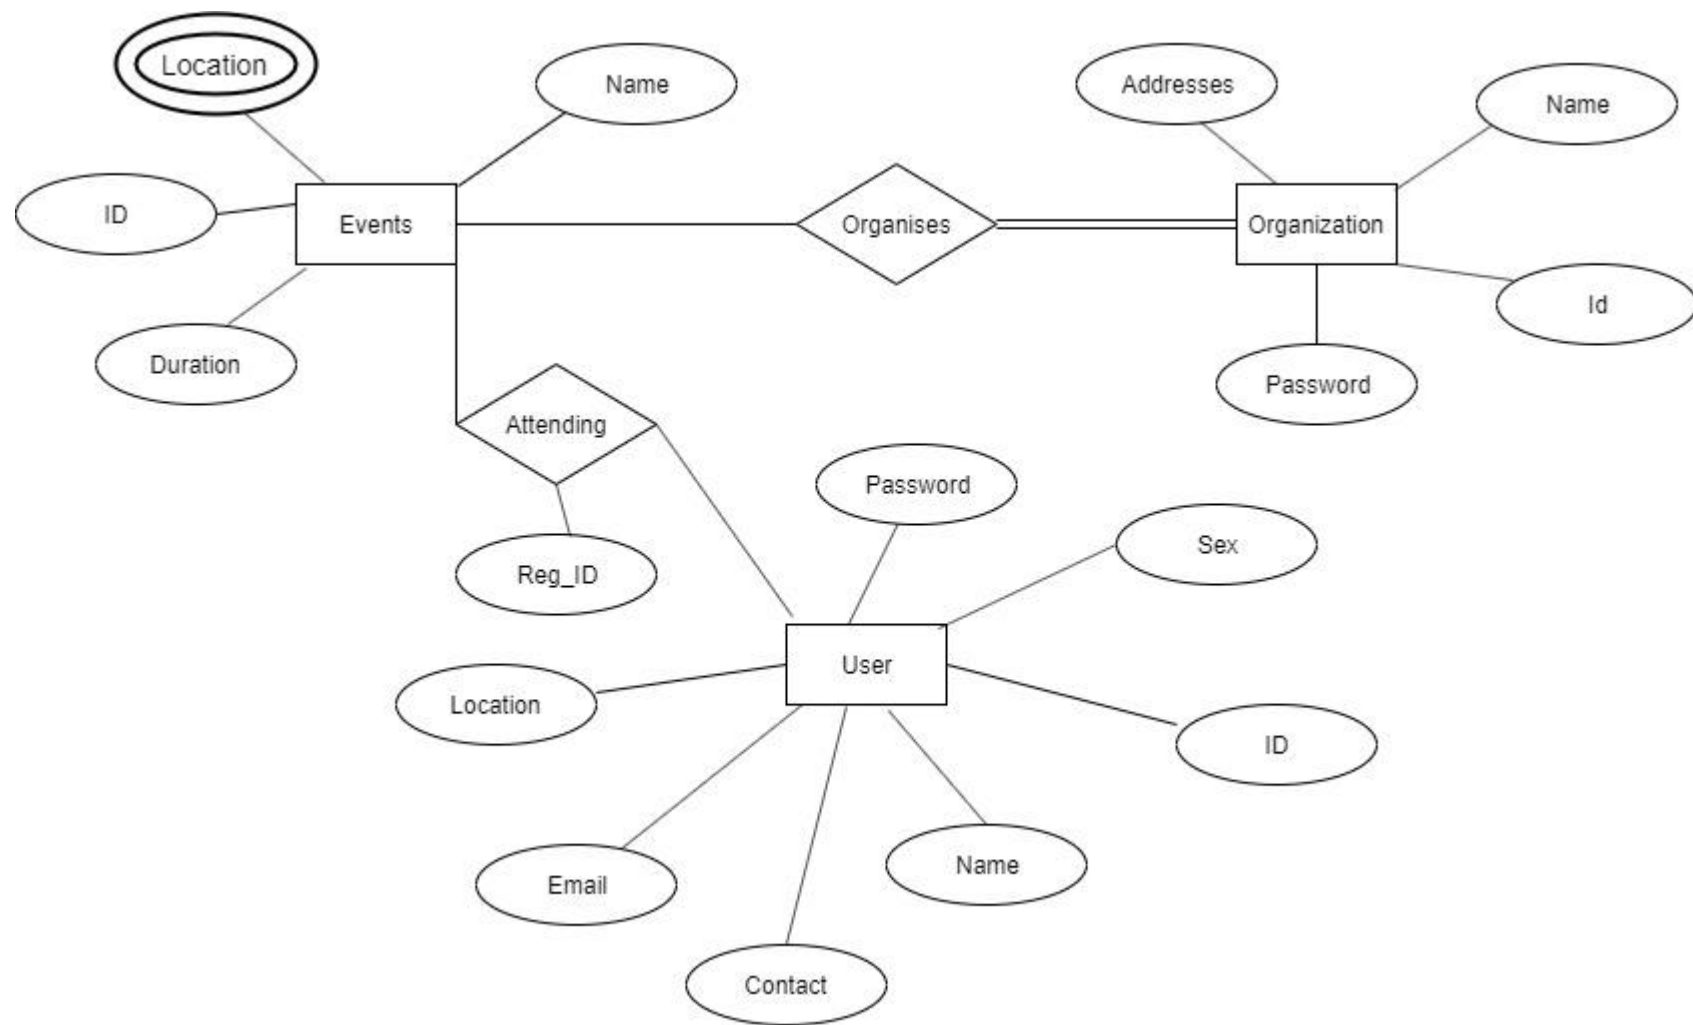 Location
Name
Addresses
Name
ID
Events
Organises
Organization
Id
Duration
Password
Attending
Password
Sex
Reg_ID
User
Location
ID
Name
Email
Contact